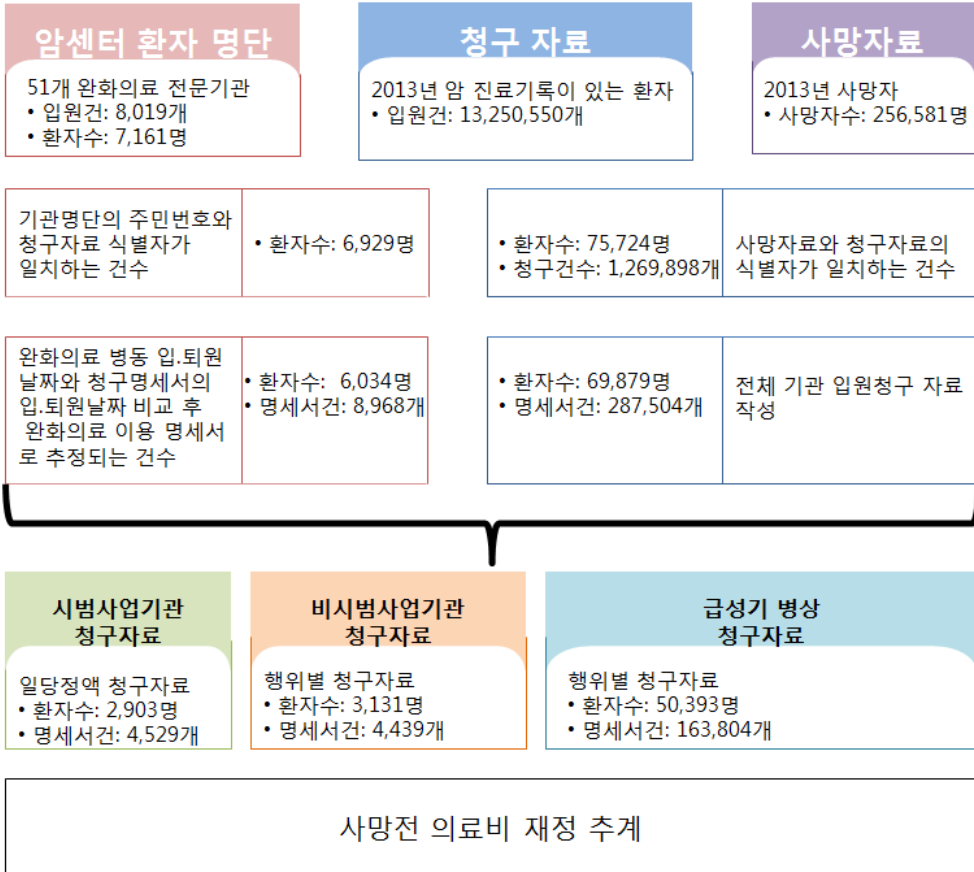 암센터 환자 명단
51개 완화의료 전문기관
• 입원건: 8,019개
• 환자수: 7,161명
청구 자료
2013년 암 진료기록이 있는 환자
• 입원건: 13,250,550개
사망자료
2013년 사망자
• 사망자수: 256,581명
기관명단의 주민번호와
청구자료 식별자가
일치하는 건수
• 환자수: 6,929명
• 환자수: 75,724명
• 청구건수: 1,269,898개
사망자료와 청구자료의
식별자가 일치하는 건수
완화의료 병동 입.퇴원
날짜와 청구명세서의
입.퇴원날짜 비교 후
완화의료 이용 명세서
로 추정되는 건수
• 환자수: 6,034명
• 명세서건: 8,968개
• 환자수: 69,879명
• 명세서건: 287,504개
전체 기관 입원청구 자료
작성
시범사업기관
청구자료
일당정액 청구자료
• 환자수: 2,903명
• 명세서건: 4,529개
비시범사업기관
청구자료
행위별 청구자료
• 환자수: 3,131명
• 명세서건: 4,439개
급성기 병상
청구자료
행위별 청구자료
• 환자수: 50,393명
• 명세서건: 163,804개
사망전 의료비 재정 추계